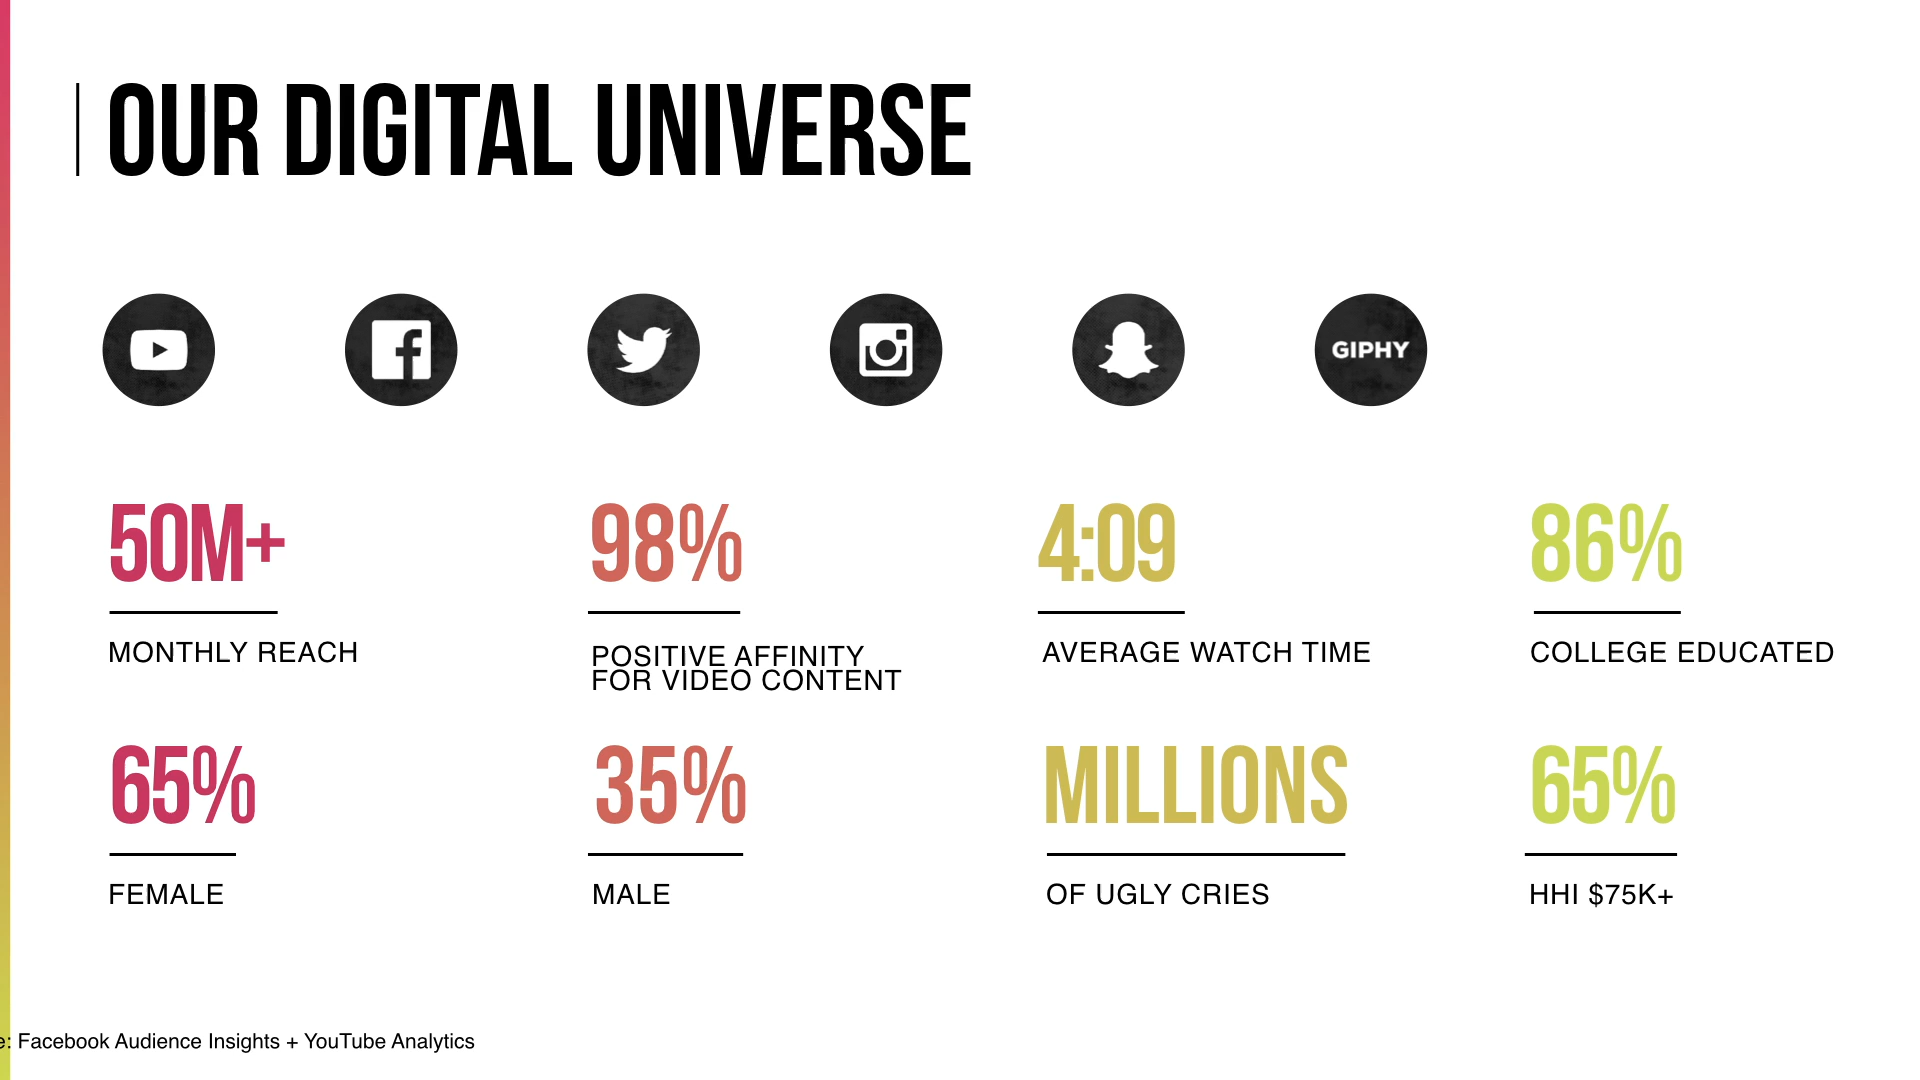 OUR DIGITAL UNIVERSE
GIPHY
50M+
MONTHLY REACH
98%
POSITIVE AFFINITY
FOR VIDEO CONTENT
4:09
AVERAGE WATCH TIME
86%
COLLEGE EDUCATED
65%
FEMALE
35%
MALE
MILLIONS
OF UGLY CRIES
65%
HHI $75K+
e: Facebook Audience Insights + YouTube Analytics